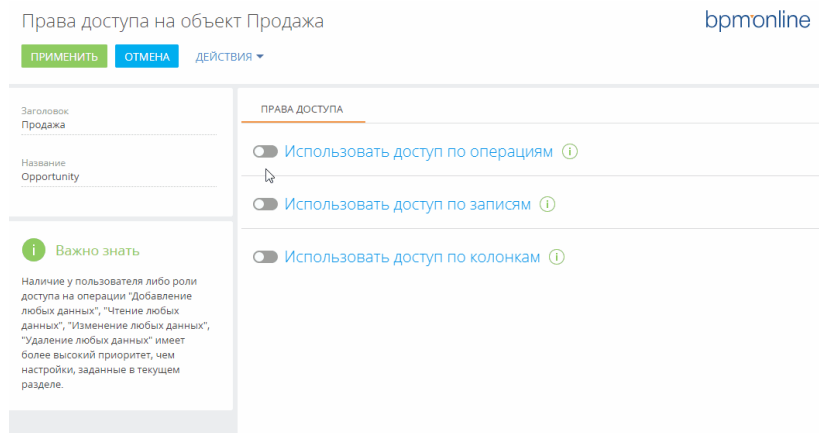 Права доступа на объект Продажа
bpmonline
ПРИМЕНИТЬ ОТМЕНА ДЕЙСТВИЯ
Заголовок
Продажа
Название
Opportunity
i Важно знать
Наличие у пользователя либо роли
доступа на операции "Добавление
любых данных", "Чтение любых
данных", "Изменение любых данных",
"Удаление любых данных" имеет
более высокий приоритет, чем
настройки, заданные в текущем
разделе.
ПРАВА ДОСТУПА
Использовать доступ по операциям i
Использовать доступ по записям i
Использовать доступ по колонкам i